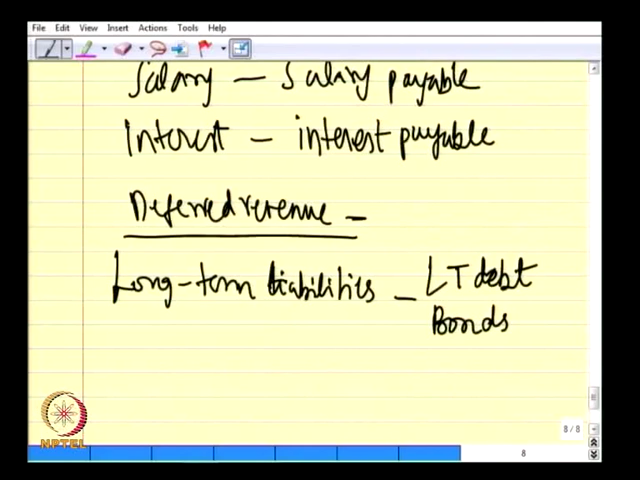 File Edit View Insert Actions Tools Help
Salary - Salary payable
Interest - interest payable
Deferred revenue -
Long-term liabilities - LT debt
Bonds
NPTEL
8 / 8
8